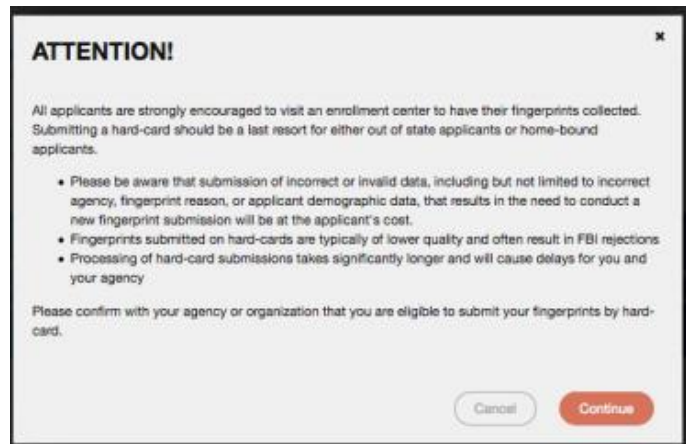 ATTENTION!
All applicants are strongly encouraged to visit an enrollment center to have their fingerprints collected.
Submitting a hard-card should be a last resort for either out of state applicants or home-bound
applicants.
• Please be aware that submission of incorrect or invalid data, including but not limited to incorrect
agency, fingerprint reason, or applicant demographic data, that results in the need to conduct a
new fingerprint submission will be at the applicant's cost.
• Fingerprints submitted on hard-cards are typically of lower quality and often result in FBI rejections
• Processing of hard-card submissions takes significantly longer and will cause delays for you and
your agency
Please confirm with your agency or organization that you are eligible to submit your fingerprints by hard-
card.
Cancel Continue